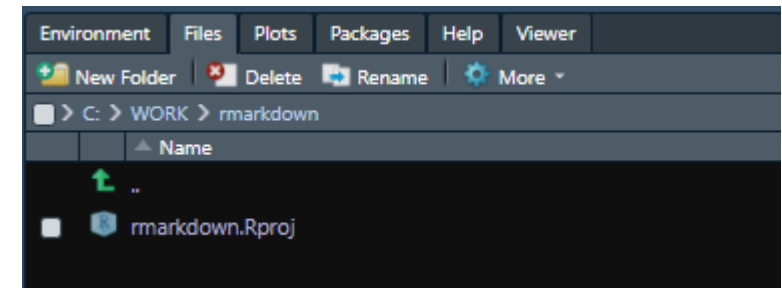 Environment Files Plots Packages Help Viewer
New Folder Delete Rename More
C: > WORK > rmarkdown
Name
..
rmarkdown.Rproj